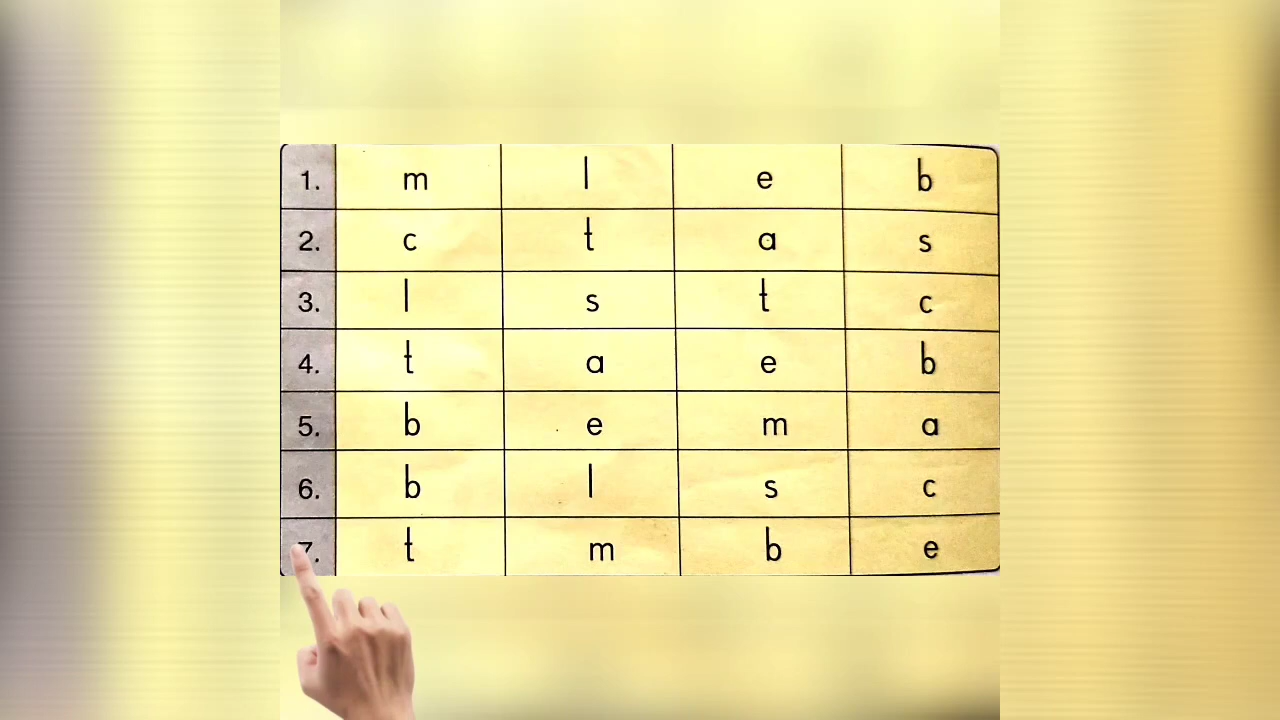 1. m l e b
2. c t a s
3. l s t c
4. t a e b
5. b e m a
6. b l s c
7. t m b e